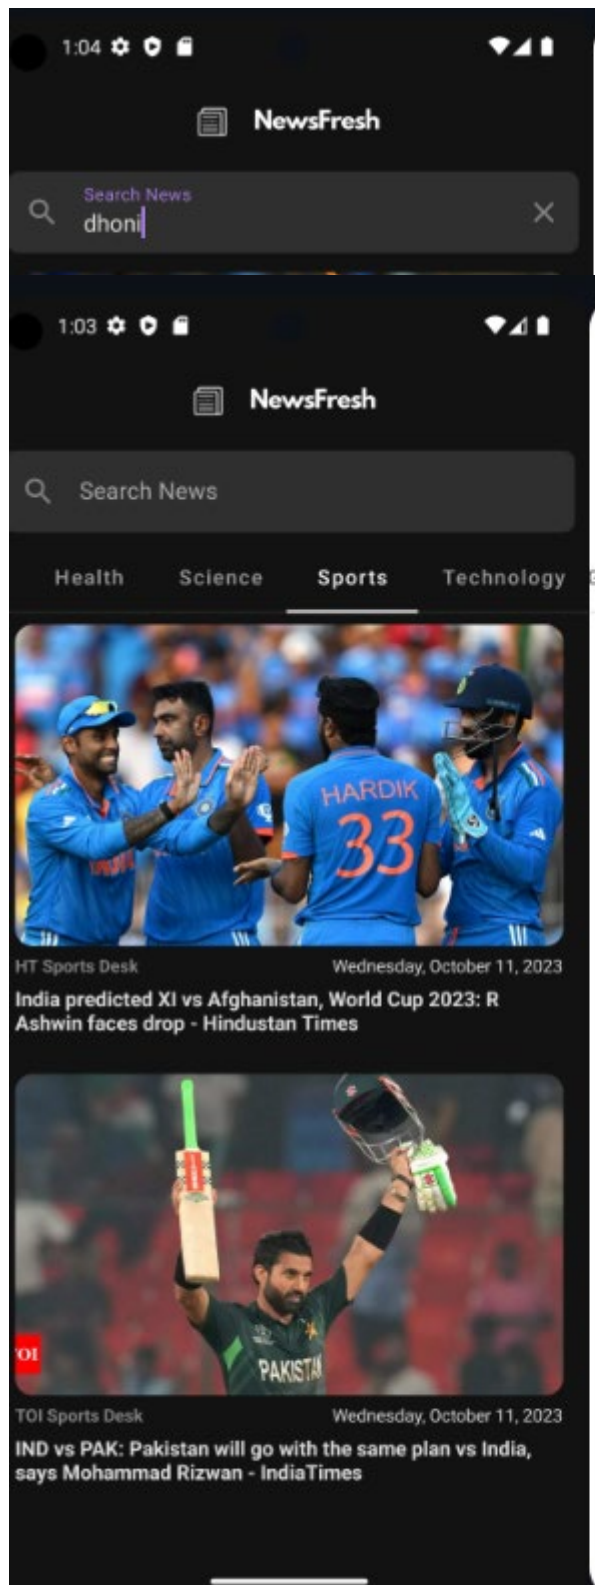 1:04
NewsFresh
Search News
dhoni
1:03
NewsFresh
Search News
Health Science Sports Technology
HARDIK
33
HT Sports Desk Wednesday, October 11, 2023
India predicted XI vs Afghanistan, World Cup 2023: R
Ashwin faces drop - Hindustan Times
TOI
PAKISTAN
TOI Sports Desk Wednesday, October 11, 2023
IND vs PAK: Pakistan will go with the same plan vs India,
says Mohammad Rizwan - IndiaTimes